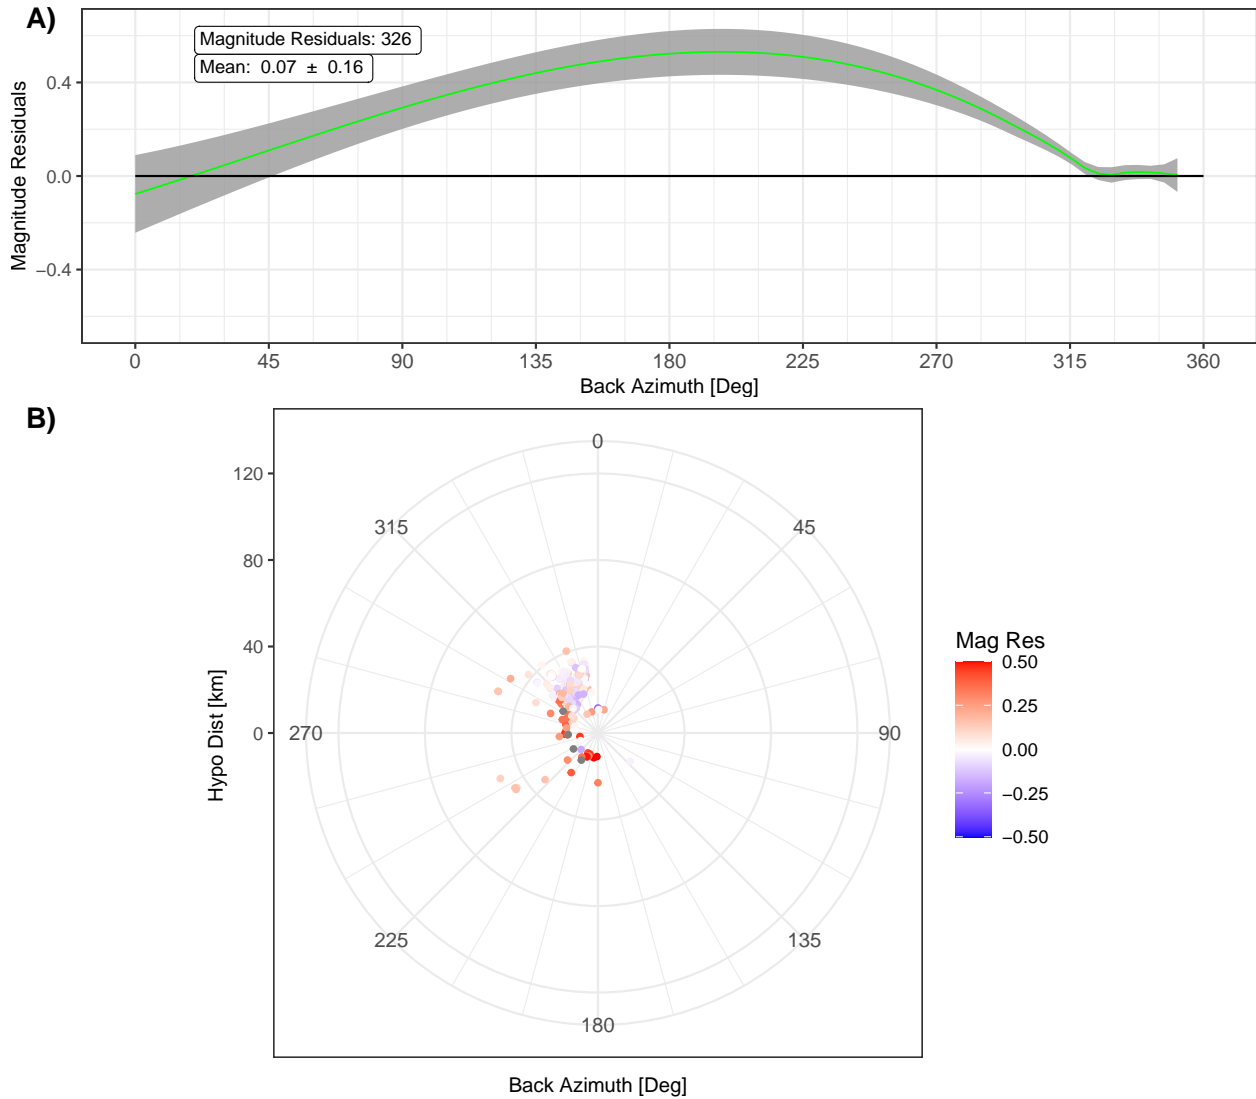 A)
Magnitude Residuals: 326
Mean:  0.07  ±  0.16
Magnitude Residuals
0.4
0.0
−0.4
0 45 90 135 180 225 270 315 360
Back Azimuth [Deg]
B)
Hypo Dist [km]
120
80
40
0
0
45
90
135
180
225
270
315
Back Azimuth [Deg]
Mag Res
0.50
0.25
0.00
−0.25
−0.50